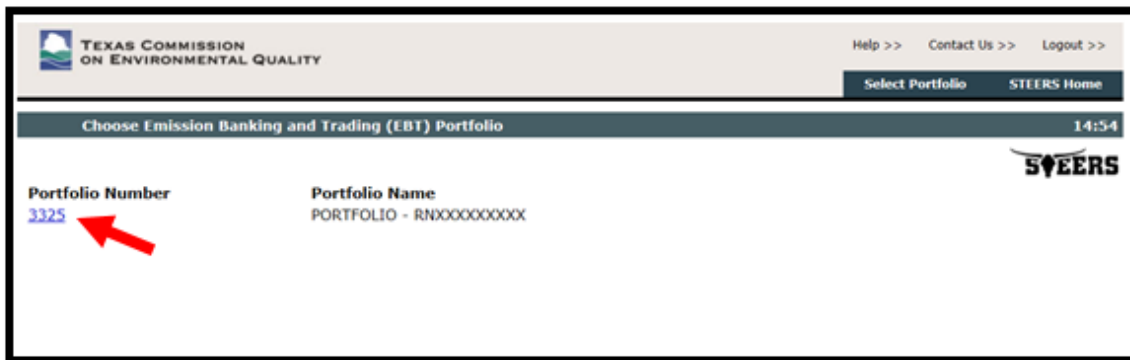 TEXAS COMMISSION
ON ENVIRONMENTAL QUALITY
Help >> Contact Us >> Logout >>
Select Portfolio STEERS Home
Choose Emission Banking and Trading (EBT) Portfolio 14:54
STEERS
Portfolio Number Portfolio Name
3325 PORTFOLIO - RNXXXXXXXXX